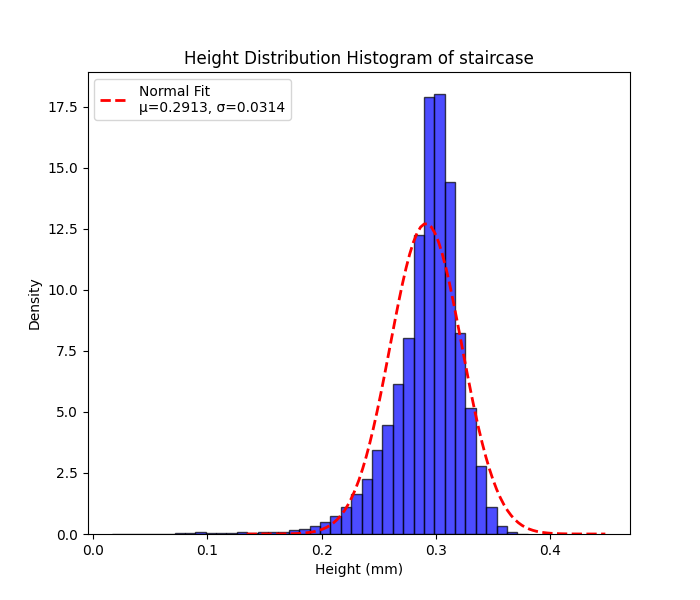 Height Distribution Histogram of staircase
Normal Fit
μ=0.2913, σ=0.0314
17.5
15.0
12.5
10.0
7.5
5.0
2.5
0.0
Density
0.0 0.1 0.2 0.3 0.4
Height (mm)